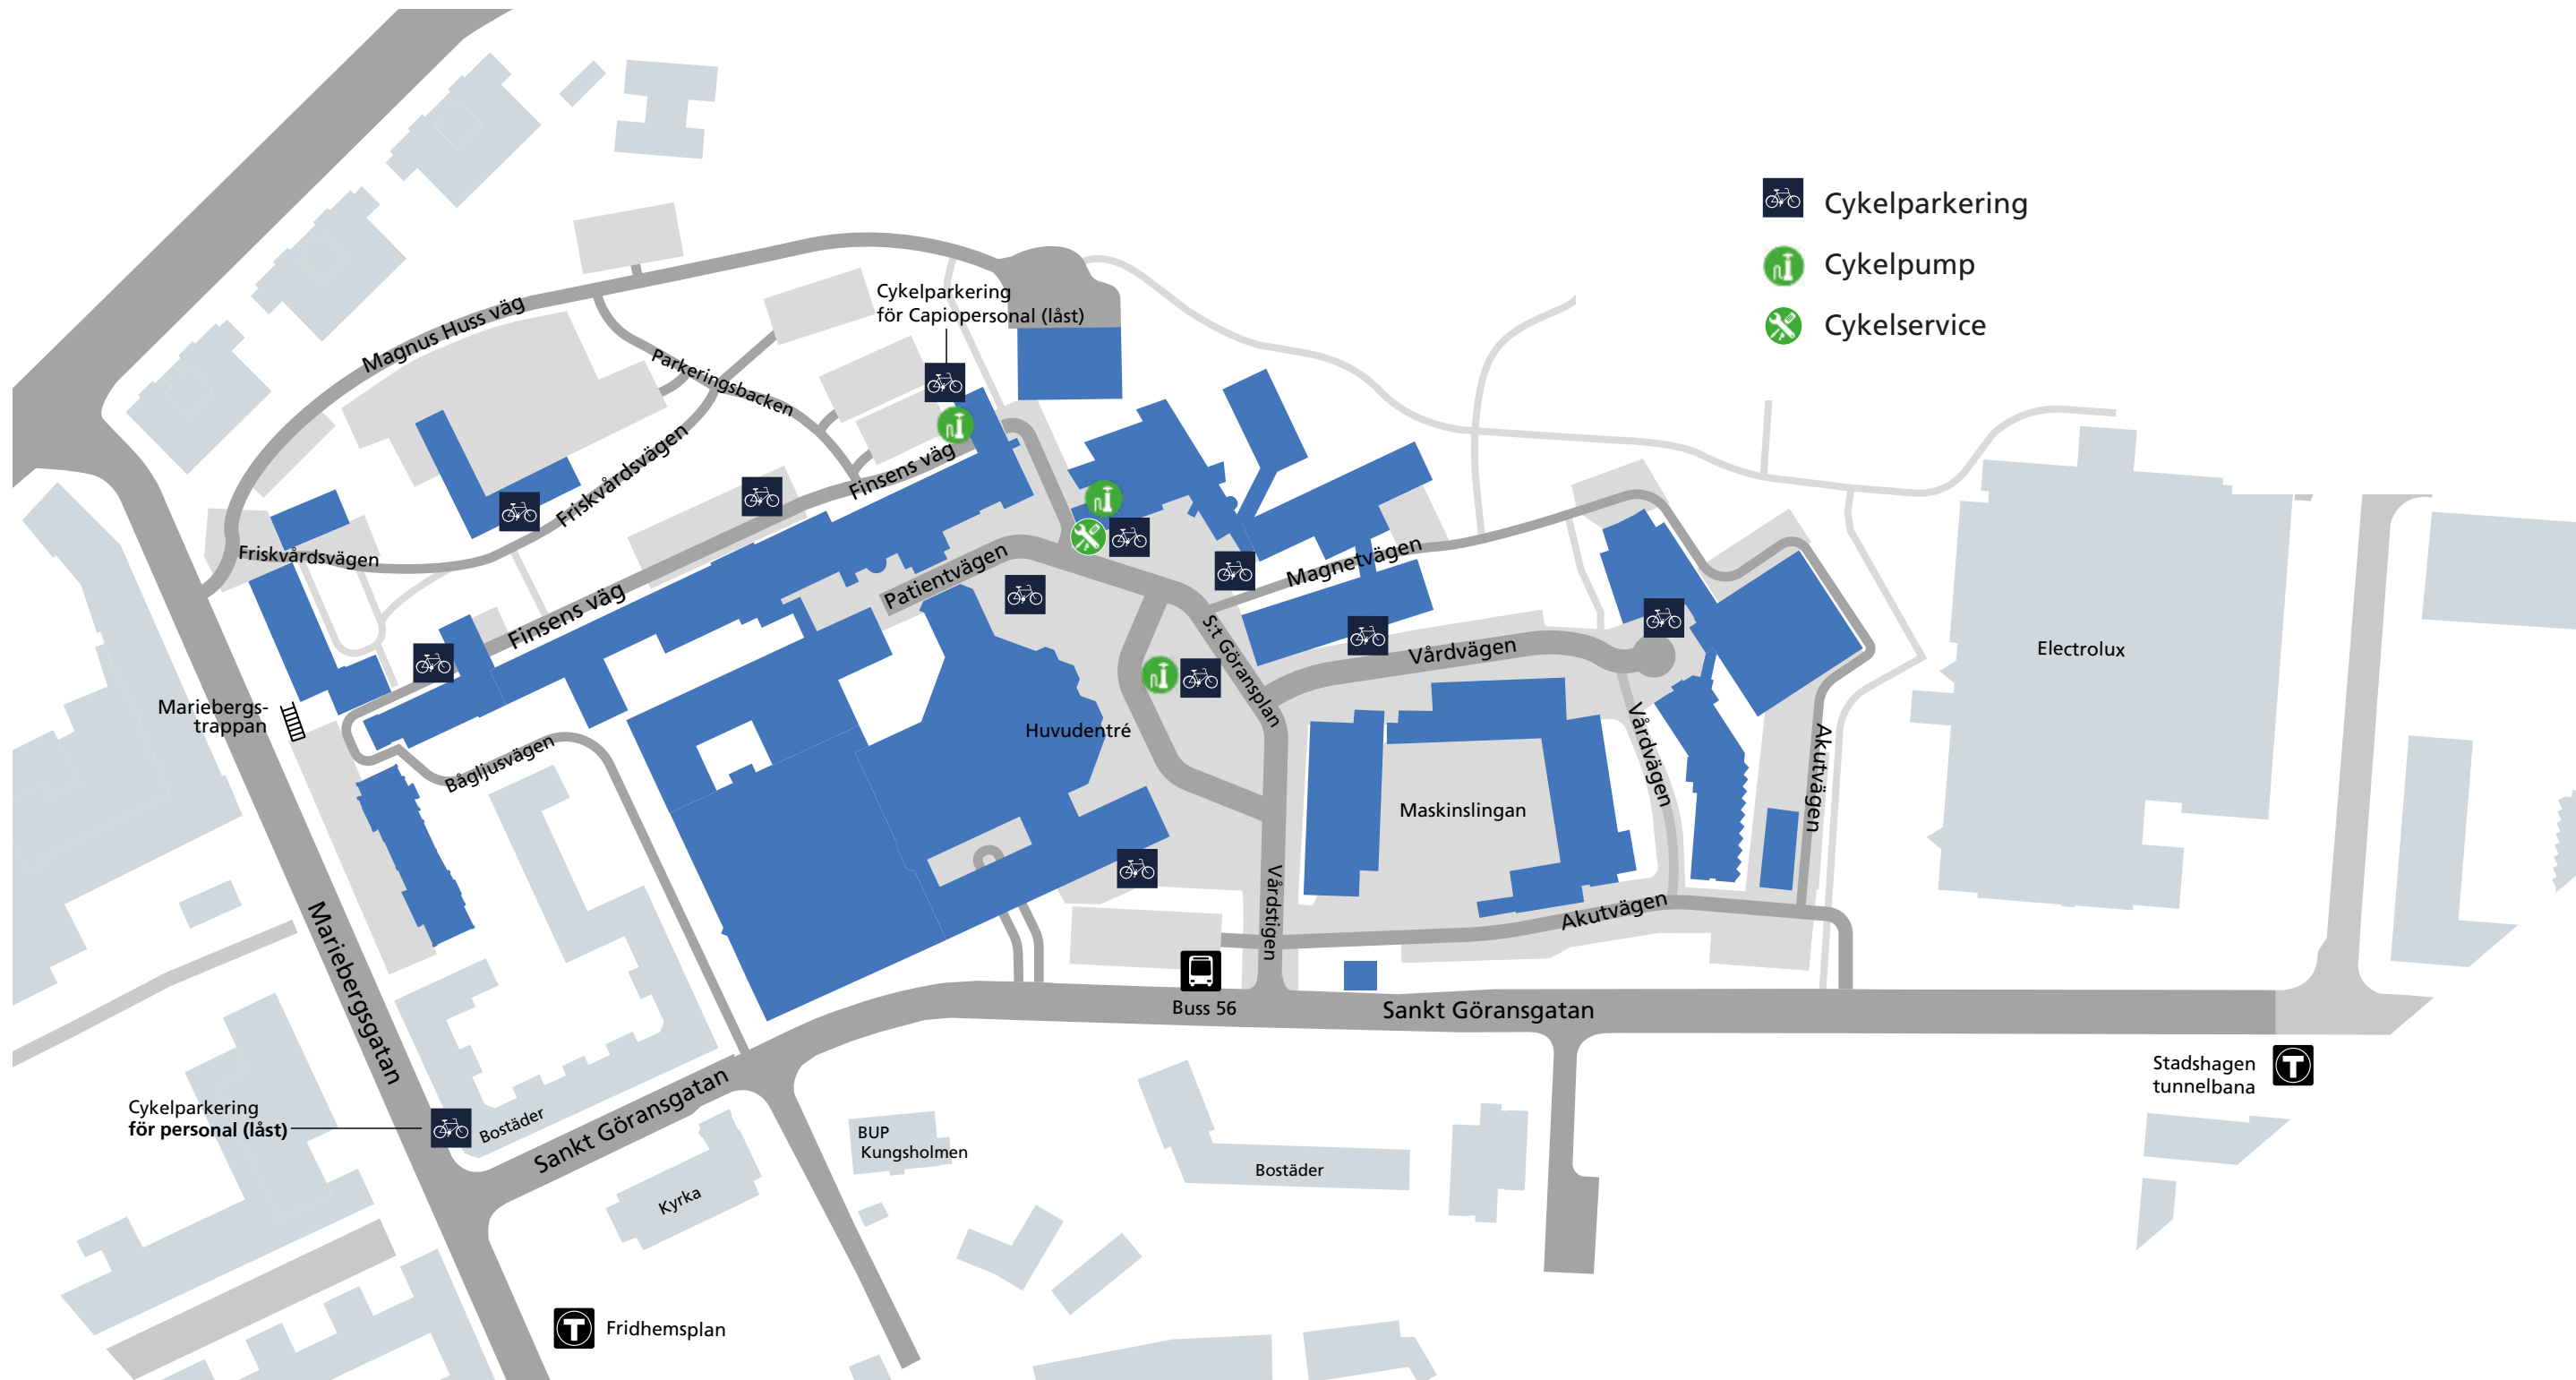 Cykelparkering
Cykelpump
Cykelservice
Cykelparkering
för Capiopersonal (låst)
Magnus Huss väg
Parkeringsbacken
Friskvårdsvägen
Finsens väg
Friskvårdsvägen
Finsens väg
Patientvägen
Magnetvägen
S:t Göransplan
Vårdvägen
Electrolux
Mariebergs-
trappan
Huvudentré
Bågljusvägen
Vårdvägen
Akutvägen
Maskinslingan
Vårdstigen
Akutvägen
Mariebergsgatan
Buss 56
Sankt Göransgatan
Stadshagen
tunnelbana
T
Cykelparkering
för personal (låst)
Bostäder
Sankt Göransgatan
BUP
Kungsholmen
Bostäder
Kyrka
T
Fridhemsplan